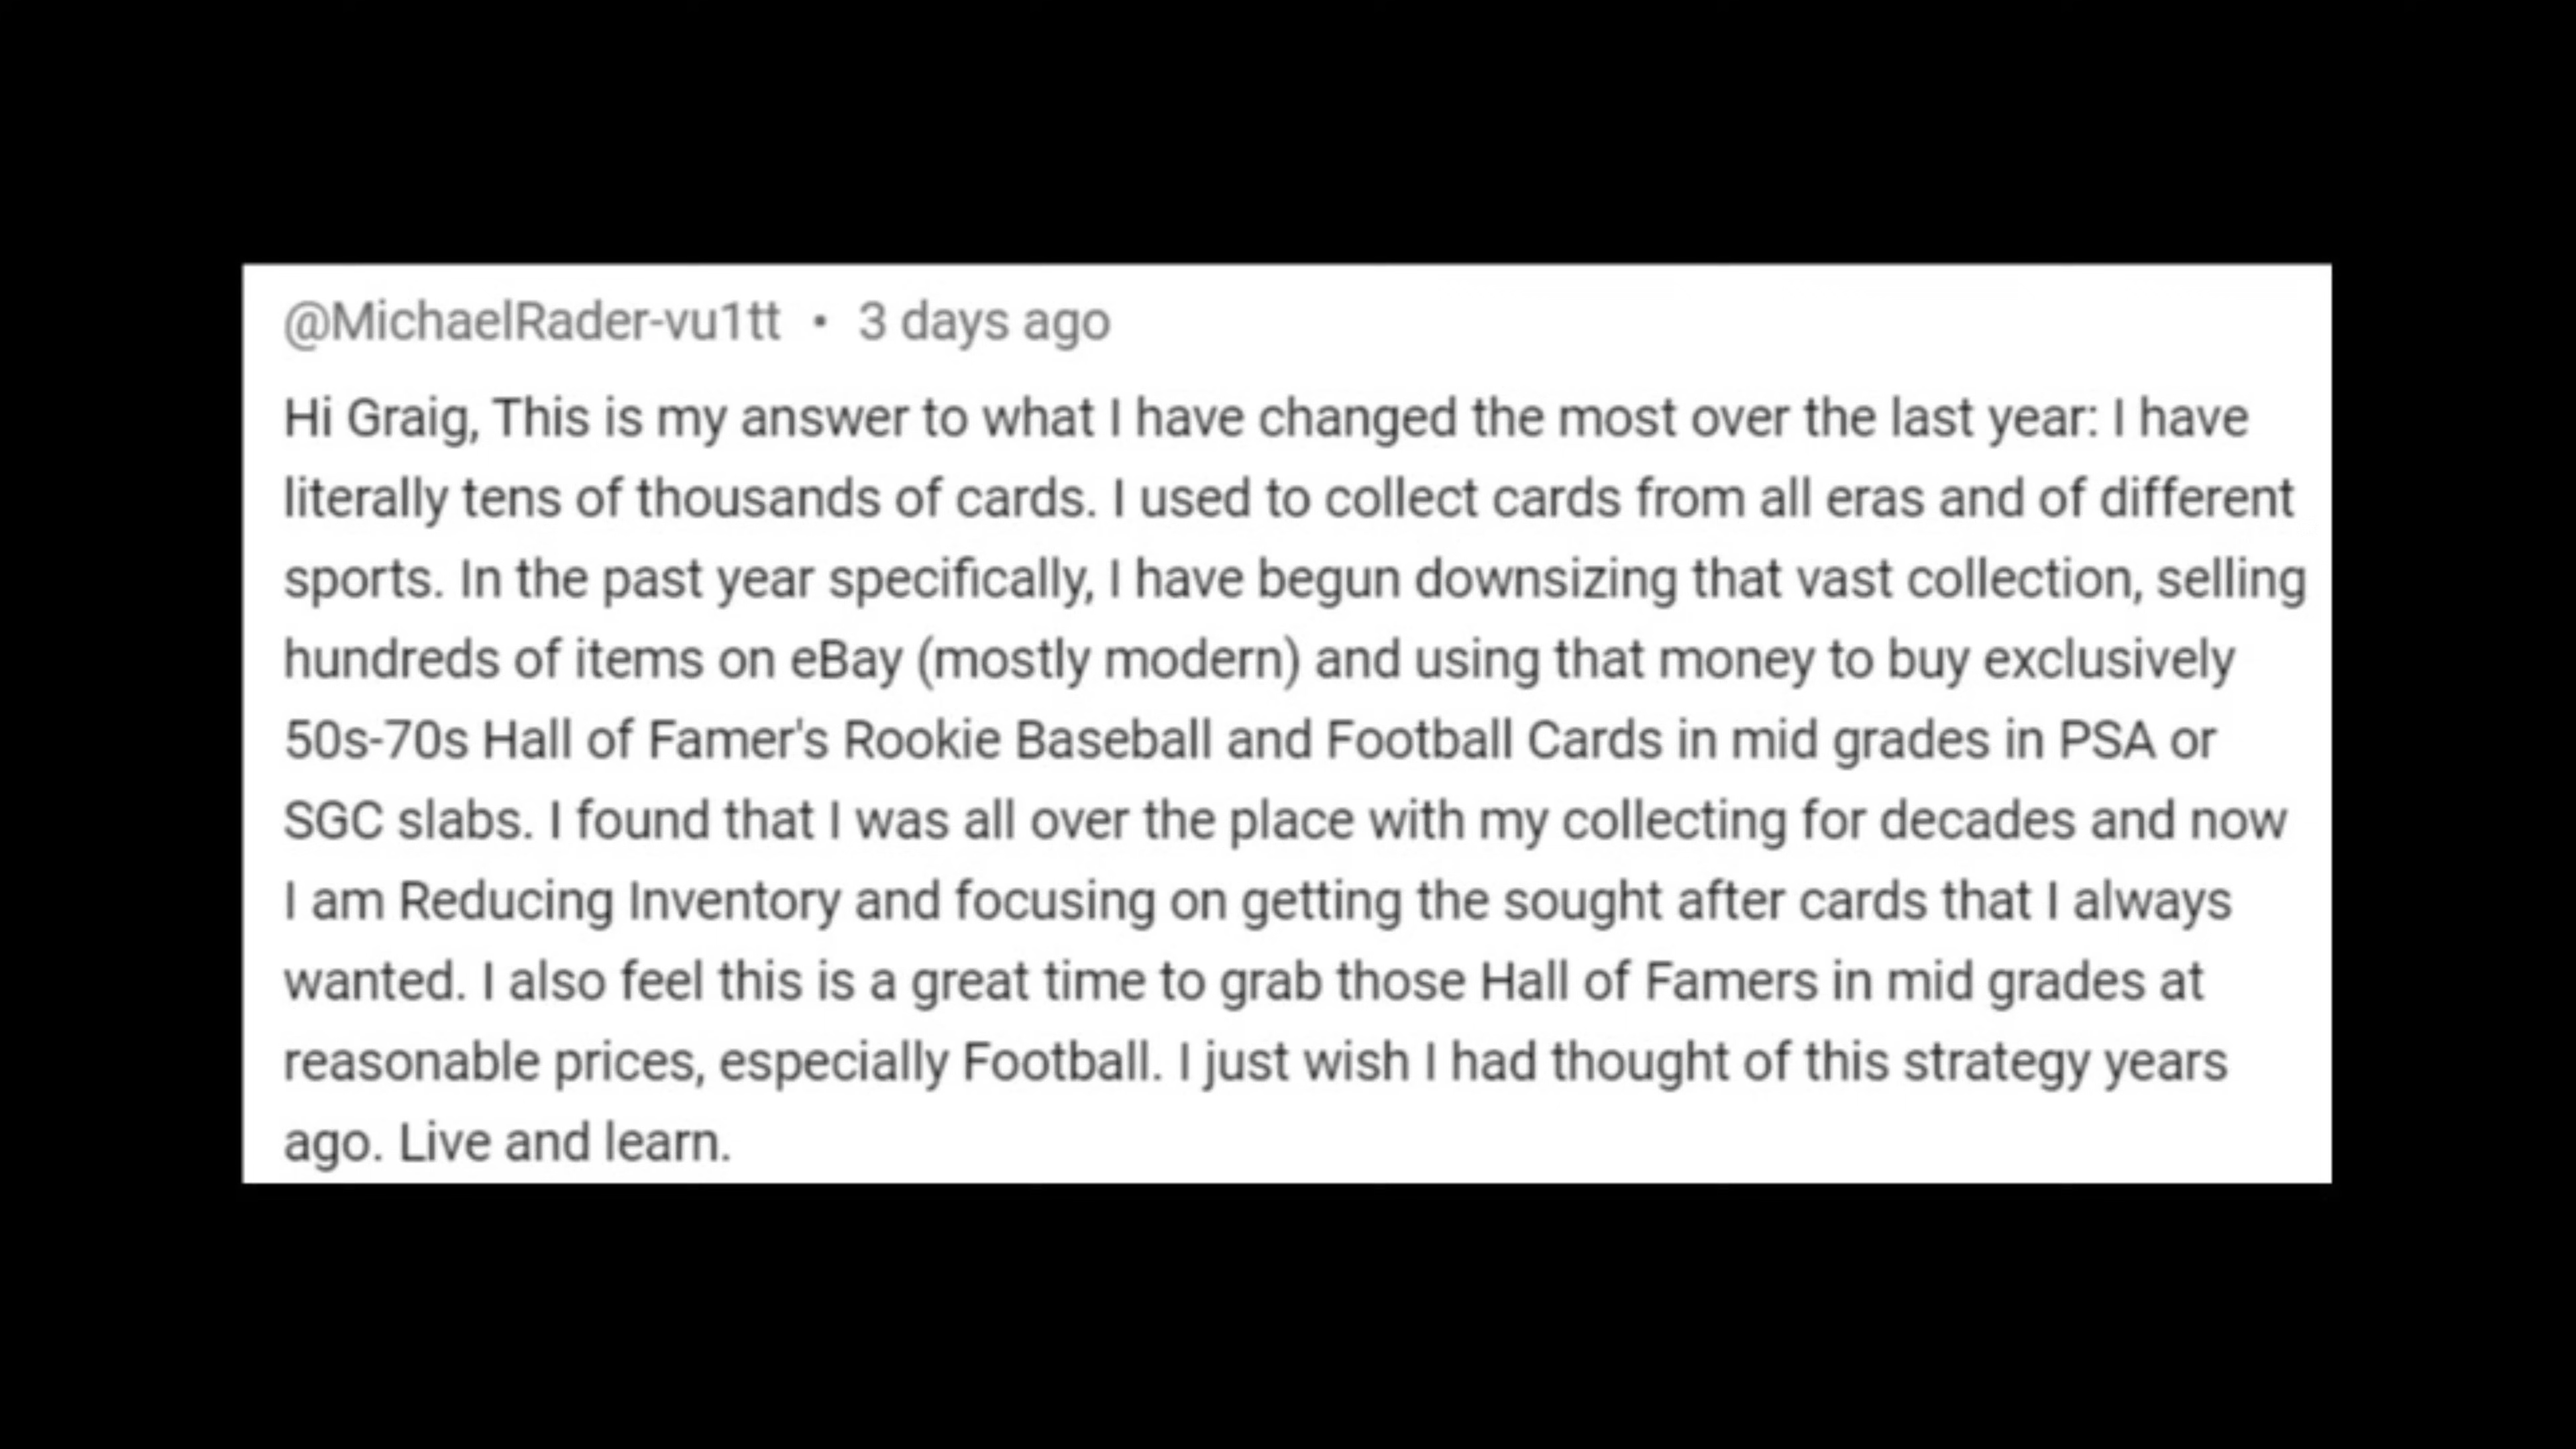 @MichaelRader-vu1tt • 3 days ago
Hi Graig, This is my answer to what I have changed the most over the last year: I have
literally tens of thousands of cards. I used to collect cards from all eras and of different
sports. In the past year specifically, I have begun downsizing that vast collection, selling
hundreds of items on eBay (mostly modern) and using that money to buy exclusively
50s-70s Hall of Famer's Rookie Baseball and Football Cards in mid grades in PSA or
SGC slabs. I found that I was all over the place with my collecting for decades and now
I am Reducing Inventory and focusing on getting the sought after cards that I always
wanted. I also feel this is a great time to grab those Hall of Famers in mid grades at
reasonable prices, especially Football. I just wish I had thought of this strategy years
ago. Live and learn.